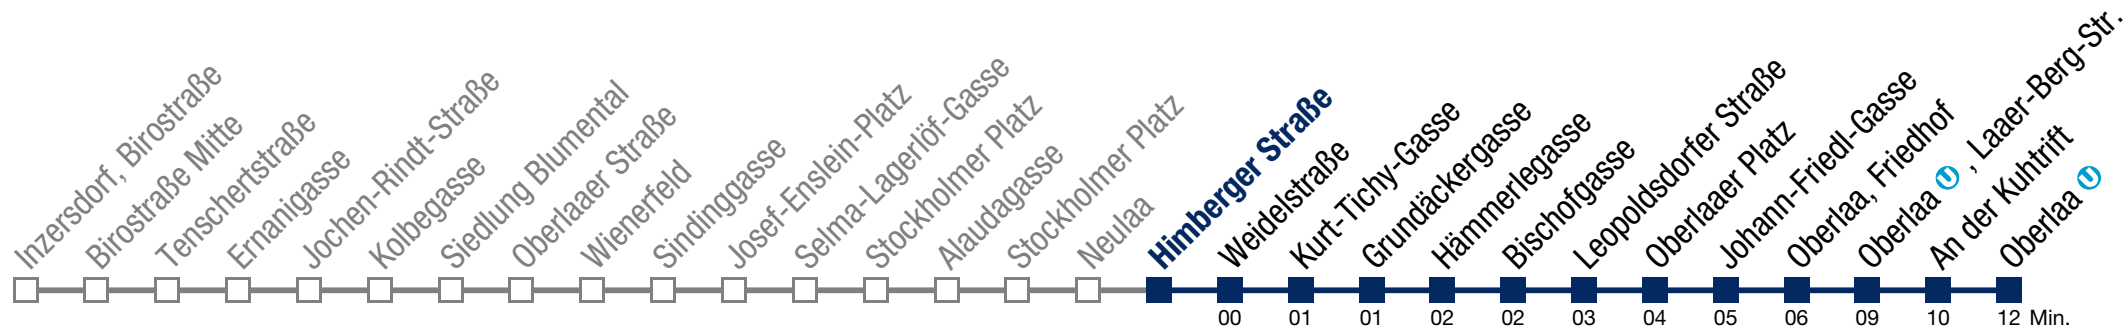 Inzersdorf, Birostraße
Birostraße Mitte
Tenschertstraße
Ernanigasse
Jochen-Rindt-Straße
Kolbegasse
Siedlung Blumental
Oberlaaer Straße
Wienerfeld
Sindinggasse
Josef-Enslein-Platz
Selma-Lagerlöf-Gasse
Stockholmer Platz
Alaudagasse
Stockholmer Platz
Neulaa
Himberger Straße
Weidelstraße
Kurt-Tichy-Gasse
Grundäckergasse
Hämmerlegasse
Bischofgasse
Leopoldsdorfer Straße
Oberlaaer Platz
Johann-Friedl-Gasse
Oberlaa, Friedhof
Oberlaa U , Laaer-Berg-Str.
An der Kuhtrift
Oberlaa U
00 01 01 02 02 03 04 05 06 09 10 12 Min.